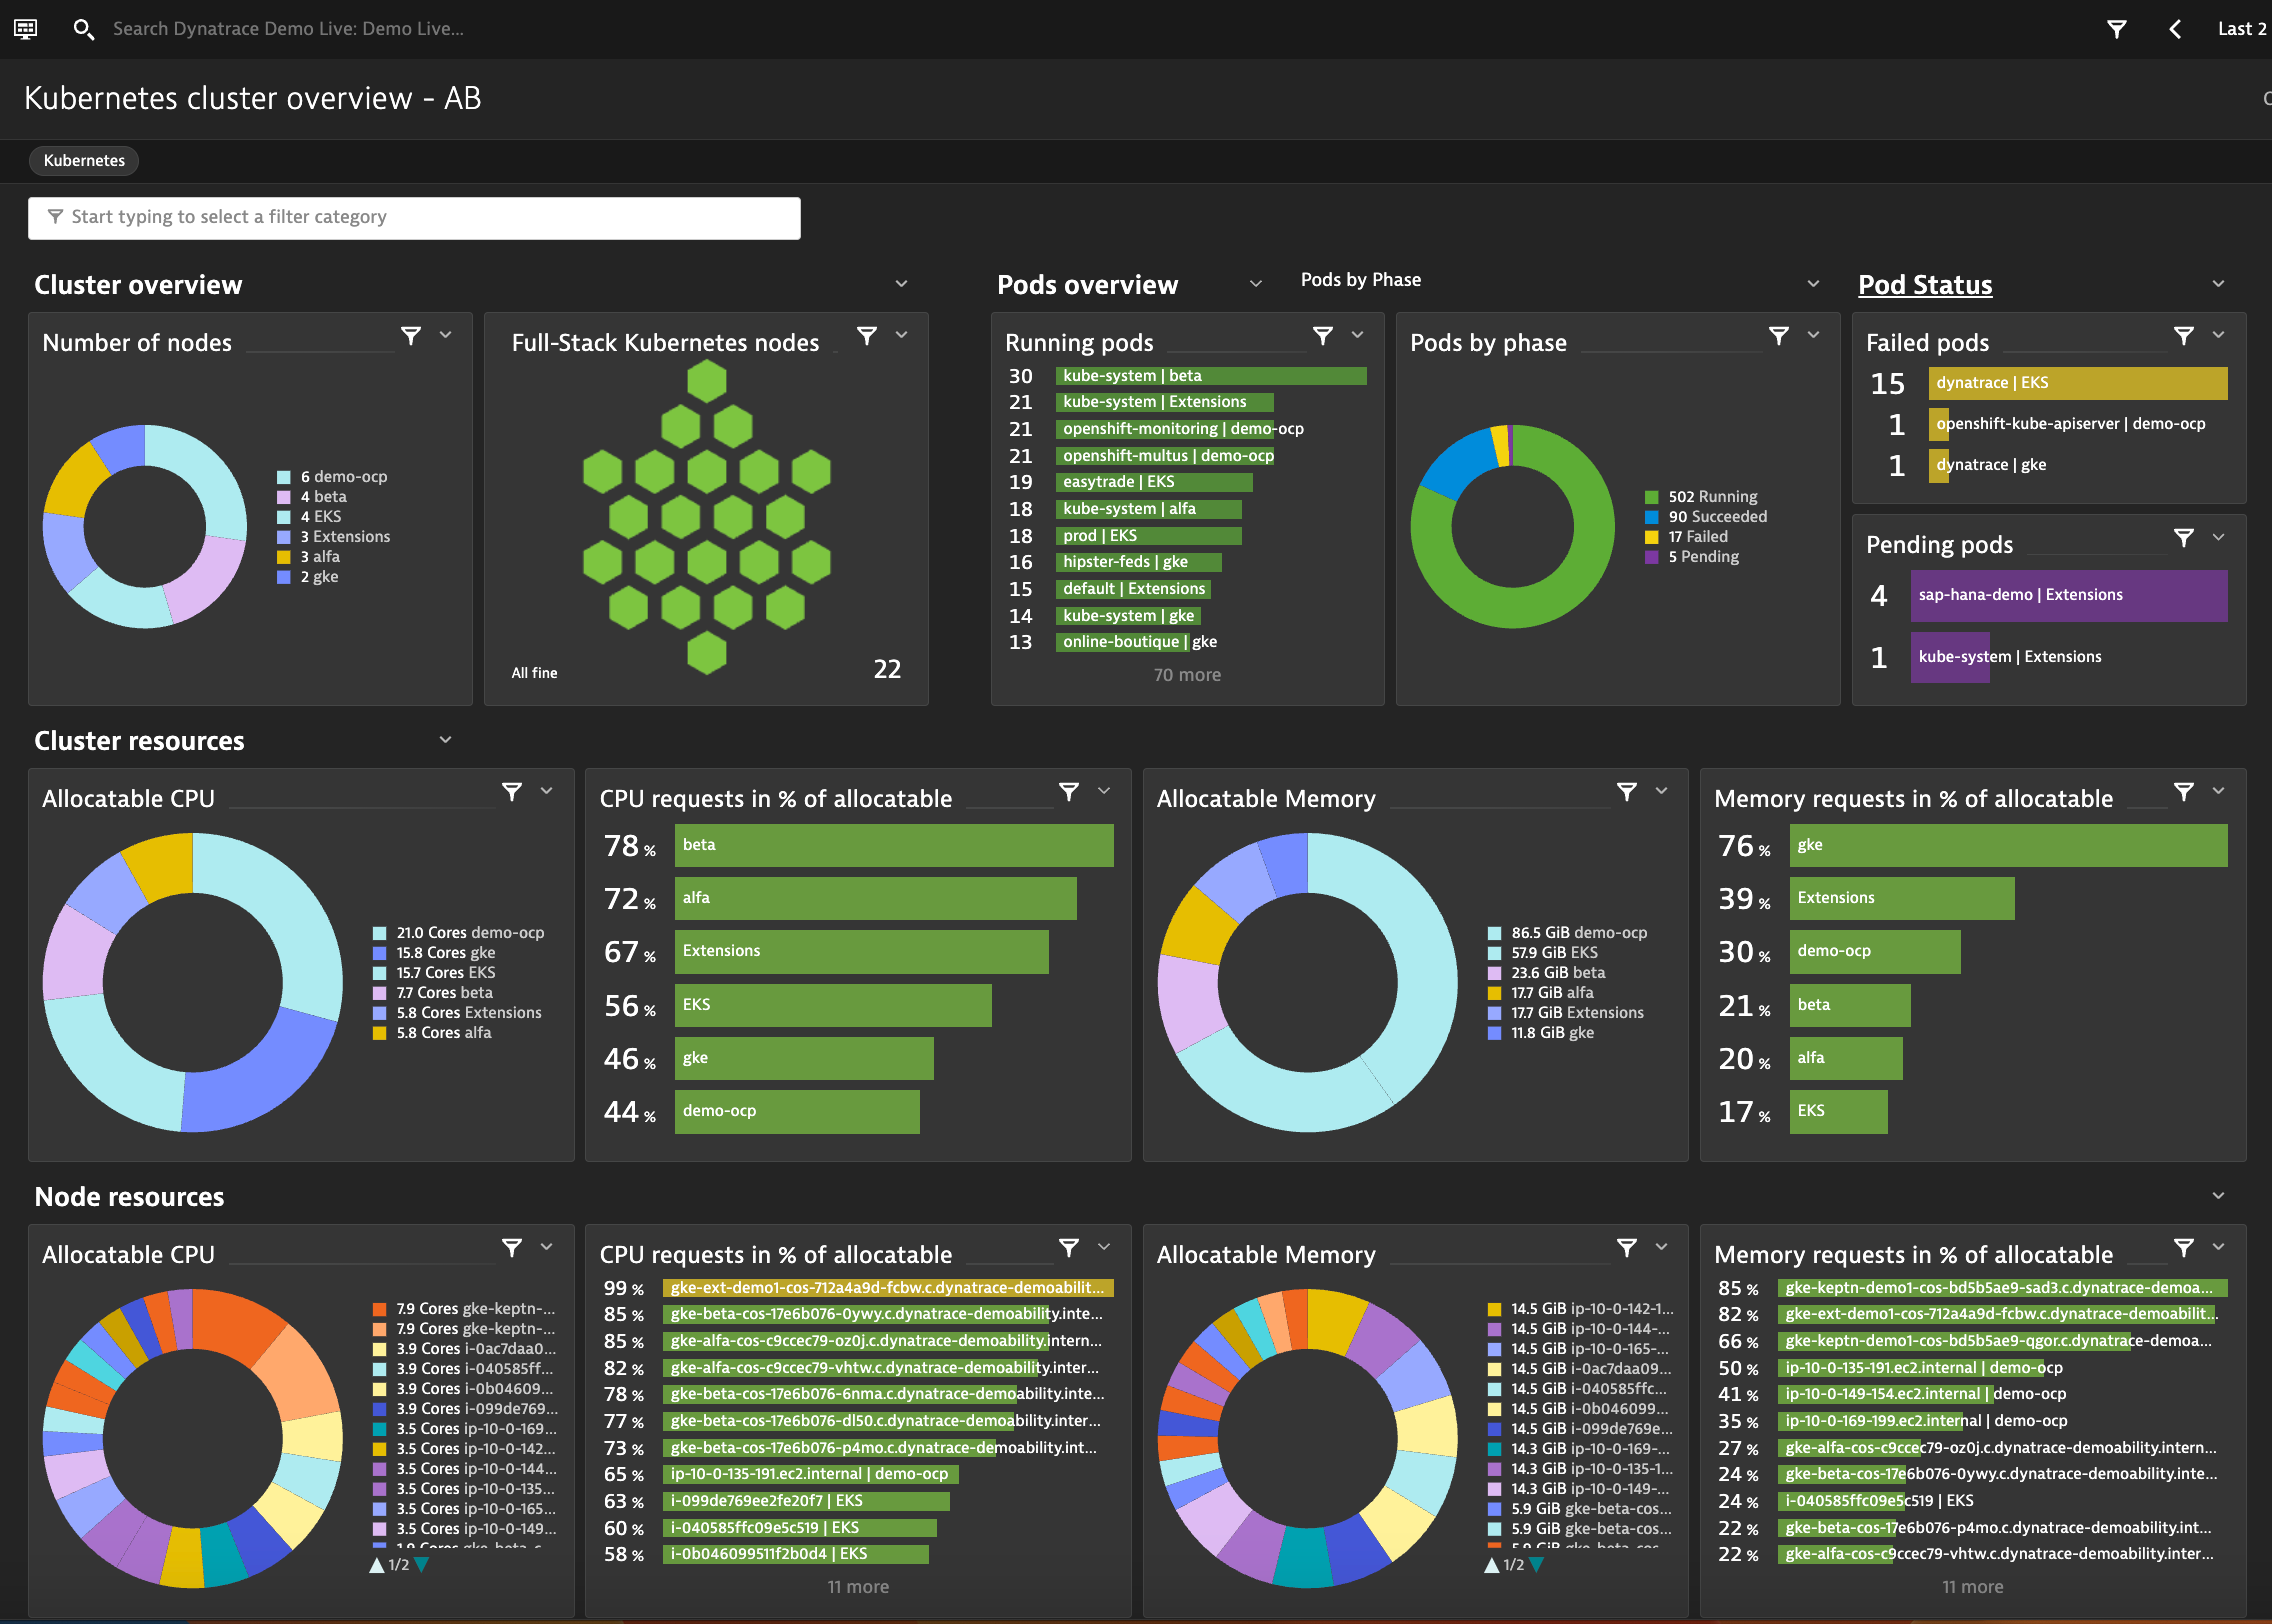 Search Dynatrace Demo Live: Demo Live...
Last 2
Kubernetes cluster overview - AB
Kubernetes
Start typing to select a filter category
Cluster overview
Number of nodes
6 demo-ocp
4 beta
4 EKS
3 Extensions
3 alfa
2 gke
Full-Stack Kubernetes nodes
All fine
22
Pods overview
Pods by Phase
Running pods
30 kube-system | beta
21 kube-system | Extensions
21 openshift-monitoring | demo-ocp
21 openshift-multus | demo-ocp
19 easytrade | EKS
18 kube-system | alfa
18 prod | EKS
16 hipster-feds | gke
15 default | Extensions
14 kube-system | gke
13 online-boutique | gke
70 more
Pods by phase
502 Running
90 Succeeded
17 Failed
5 Pending
Pod Status
Failed pods
15 dynatrace | EKS
1 openshift-kube-apiserver | demo-ocp
1 dynatrace | gke
Pending pods
4 sap-hana-demo | Extensions
1 kube-system | Extensions
Cluster resources
Allocatable CPU
21.0 Cores demo-ocp
15.8 Cores gke
15.7 Cores EKS
7.7 Cores beta
5.8 Cores Extensions
5.8 Cores alfa
CPU requests in % of allocatable
78 % beta
72 % alfa
67 % Extensions
56 % EKS
46 % gke
44 % demo-ocp
Allocatable Memory
86.5 GiB demo-ocp
57.9 GiB EKS
23.6 GiB beta
17.7 GiB alfa
17.7 GiB Extensions
11.8 GiB gke
Memory requests in % of allocatable
76 % gke
39 % Extensions
30 % demo-ocp
21 % beta
20 % alfa
17 % EKS
Node resources
Allocatable CPU
7.9 Cores gke-keptn-...
7.9 Cores gke-keptn-...
3.9 Cores i-0ac7daa0...
3.9 Cores i-040585ff...
3.9 Cores i-0b04609...
3.9 Cores i-099de769...
3.5 Cores ip-10-0-169...
3.5 Cores ip-10-0-142...
3.5 Cores ip-10-0-144...
3.5 Cores ip-10-0-135...
3.5 Cores ip-10-0-165...
3.5 Cores ip-10-0-149...
1/2
CPU requests in % of allocatable
99 % gke-ext-demo1-cos-712a4a9d-fcbw.c.dynatrace-demoabilit...
85 % gke-beta-cos-17e6b076-0ywy.c.dynatrace-demoability.inte...
85 % gke-alfa-cos-c9ccec79-oz0j.c.dynatrace-demoability.intern...
82 % gke-alfa-cos-c9ccec79-vhtw.c.dynatrace-demoability.inter...
78 % gke-beta-cos-17e6b076-6nma.c.dynatrace-demoability.inte...
77 % gke-beta-cos-17e6b076-dl50.c.dynatrace-demoability.inter...
73 % gke-beta-cos-17e6b076-p4mo.c.dynatrace-demoability.int...
65 % ip-10-0-135-191.ec2.internal | demo-ocp
63 % i-099de769ee2fe20f7 | EKS
60 % i-040585ffc09e5c519 | EKS
58 % i-0b046099511f2b0d4 | EKS
11 more
Allocatable Memory
14.5 GiB ip-10-0-142-1...
14.5 GiB ip-10-0-144-...
14.5 GiB ip-10-0-165-...
14.5 GiB i-0ac7daa09...
14.5 GiB i-040585ffc...
14.5 GiB i-0b046099...
14.5 GiB i-099de769e...
14.3 GiB ip-10-0-169-...
14.3 GiB ip-10-0-135-1...
14.3 GiB ip-10-0-149-...
5.9 GiB gke-beta-cos...
5.9 GiB gke-beta-cos...
1/2
Memory requests in % of allocatable
85 % gke-keptn-demo1-cos-bd5b5ae9-sad3.c.dynatrace-demoa...
82 % gke-ext-demo1-cos-712a4a9d-fcbw.c.dynatrace-demoabilit...
66 % gke-keptn-demo1-cos-bd5b5ae9-qgor.c.dynatrace-demoa...
50 % ip-10-0-135-191.ec2.internal | demo-ocp
41 % ip-10-0-149-154.ec2.internal | demo-ocp
35 % ip-10-0-169-199.ec2.internal | demo-ocp
27 % gke-alfa-cos-c9ccec79-oz0j.c.dynatrace-demoability.intern...
24 % gke-beta-cos-17e6b076-0ywy.c.dynatrace-demoability.inte...
24 % i-040585ffc09e5c519 | EKS
22 % gke-beta-cos-17e6b076-p4mo.c.dynatrace-demoability.int...
22 % gke-alfa-cos-c9ccec79-vhtw.c.dynatrace-demoability.inter...
11 more